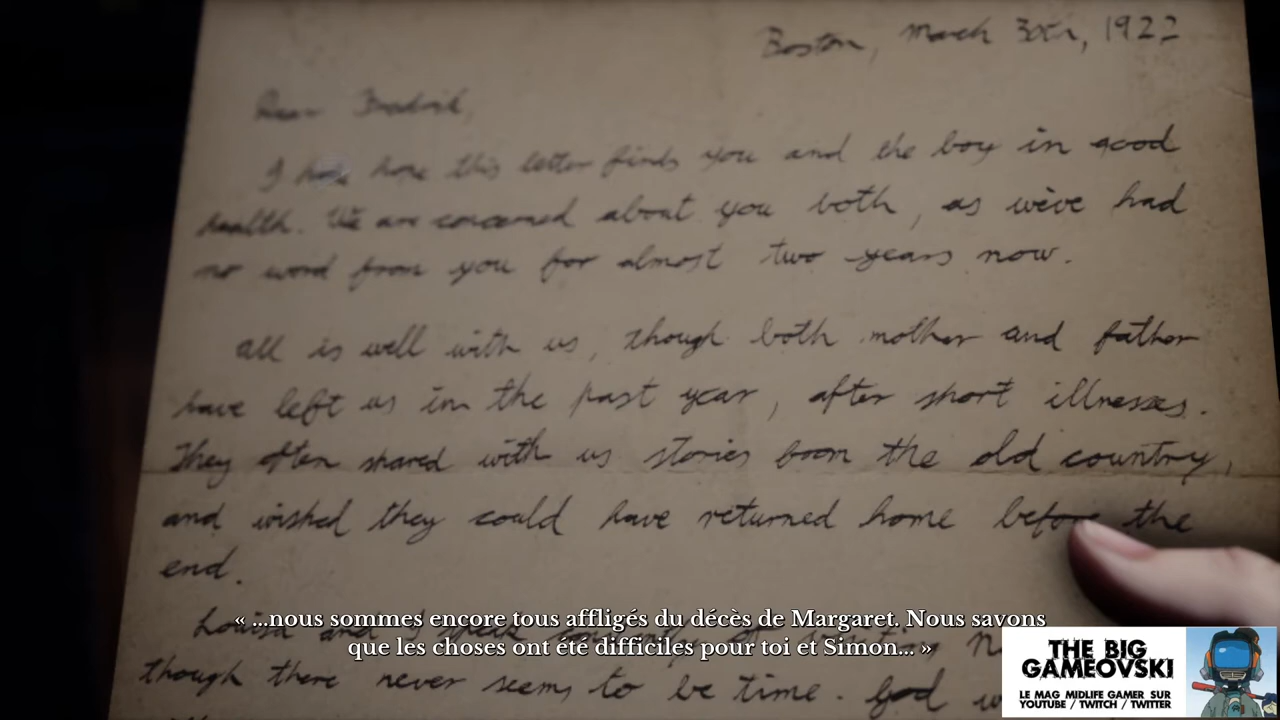 Boston, March 30th, 1922
Dear
I hope this letter finds you and the boy in good
health. We are concerned about you both, as we've had
no word from you for almost two years now.
All is well with us, though both mother and father
have left us in the past year, after short illnesses.
They often shared with us stories from the old country,
and wished they could have returned home before the
end.
« ...nous sommes encore tous affligés du décès de Margaret. Nous savons
que les choses ont été difficiles pour toi et Simon... »
Louisa and
though there never seems to be time. God
THE BIG
GAMEOVSKI
LE MAG MIDLIFE GAMER SUR
YOUTUBE / TWITCH / TWITTER